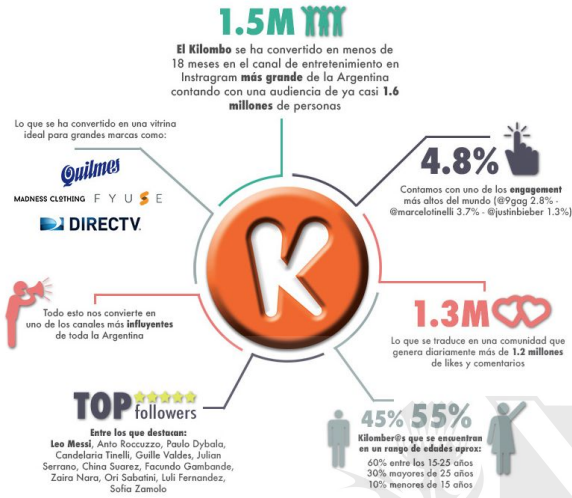 1.5M
El Kilombo se ha convertido en menos de
18 meses en el canal de entretenimiento en
Instragram más grande de la Argentina
contando con una audiencia de ya casi 1.6
millones de personas
Lo que se ha convertido en una vitrina
ideal para grandes marcas como:
Quilmes
MADNESS CLOTHING FYUSE
DIRECTV
4.8%
Contamos con uno de los engagement
más altos del mundo (@9gag 2.8% -
@marcelotinelli 3.7% - @justinbieber 1.3%)
K
Todo esto nos convierte en
uno de los canales más influyentes
de toda la Argentina
1.3M
Lo que se traduce en una comunidad que
genera diariamente más de 1.2 millones
de likes y comentarios
TOP
followers
Entre los que destacan:
Leo Messi, Anto Roccuzzo, Paulo Dybala,
Candelaria Tinelli, Guille Valdes, Julian
Serrano, China Suarez, Facundo Gambande,
Zaira Nara, Ori Sabatini, Luli Fernandez,
Sofia Zamolo
45% 55%
Kilomber@s que se encuentran
en un rango de edades aprox:
60% entre los 15-25 años
30% mayores de 25 años
10% menores de 15 años